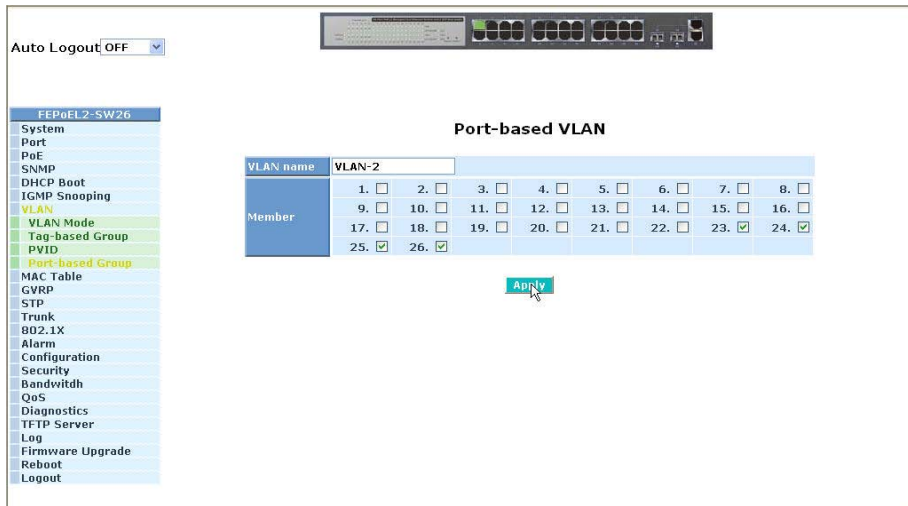 Auto Logout OFF
FEPoEL2-SW26
System
Port
PoE
SNMP
DHCP Boot
IGMP Snooping
VLAN
VLAN Mode
Tag-based Group
PVID
Port-based Group
MAC Table
GVRP
STP
Trunk
802.1X
Alarm
Configuration
Security
Bandwitdh
QoS
Diagnostics
TFTP Server
Log
Firmware Upgrade
Reboot
Logout
Port-based VLAN
VLAN name VLAN-2
Member
1. 2. 3. 4. 5. 6. 7. 8.
9. 10. 11. 12. 13. 14. 15. 16.
17. 18. 19. 20. 21. 22. 23. 24.
25. 26.
Apply